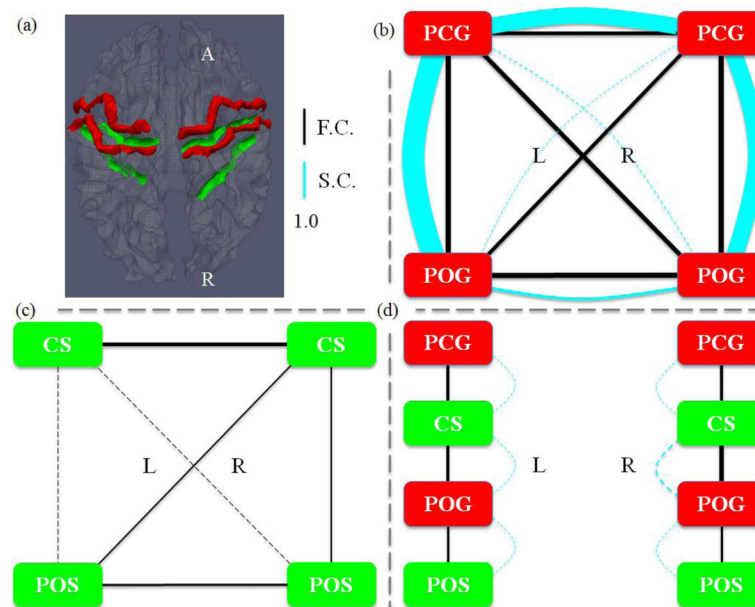 (a)
A
R
F.C.
S.C.
1.0
(b)
PCG PCG
L R
POG POG
(c)
CS CS
L R
POS POS
(d)
PCG PCG
CS CS
L R
POG POG
POS POS